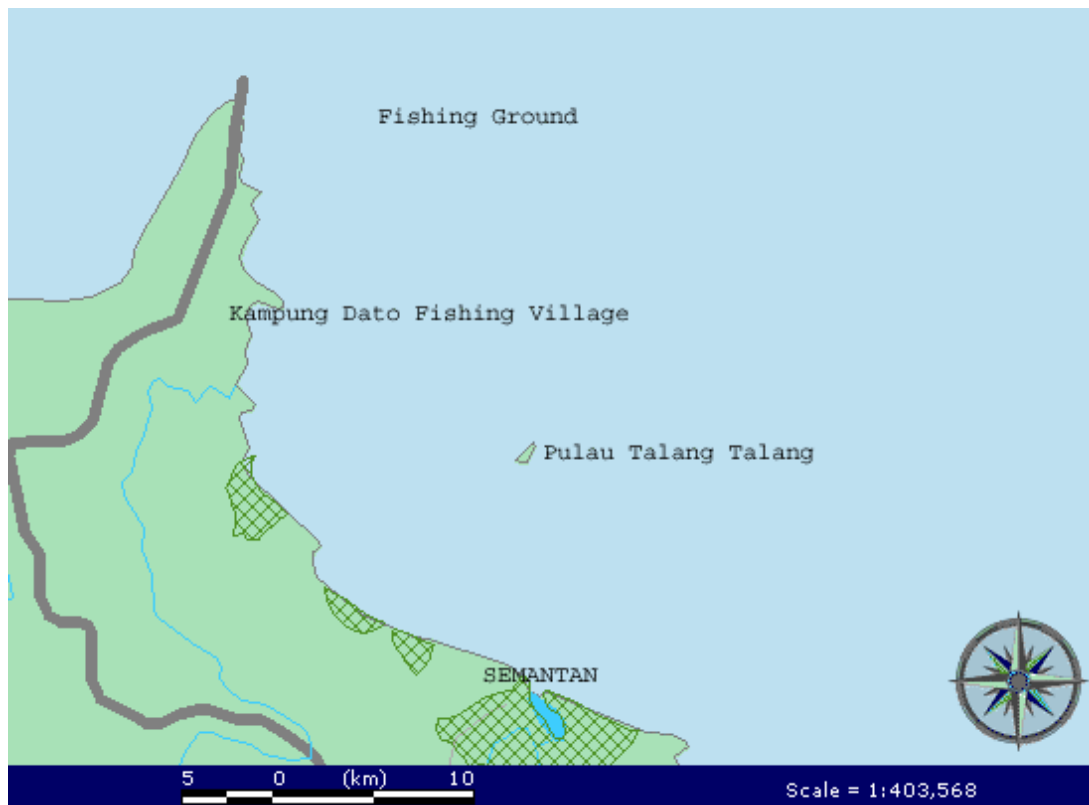 Fishing Ground
Kampung Dato Fishing Village
Pulau Talang Talang
SEMANTAN
5 0 (km) 10
Scale = 1:403,568